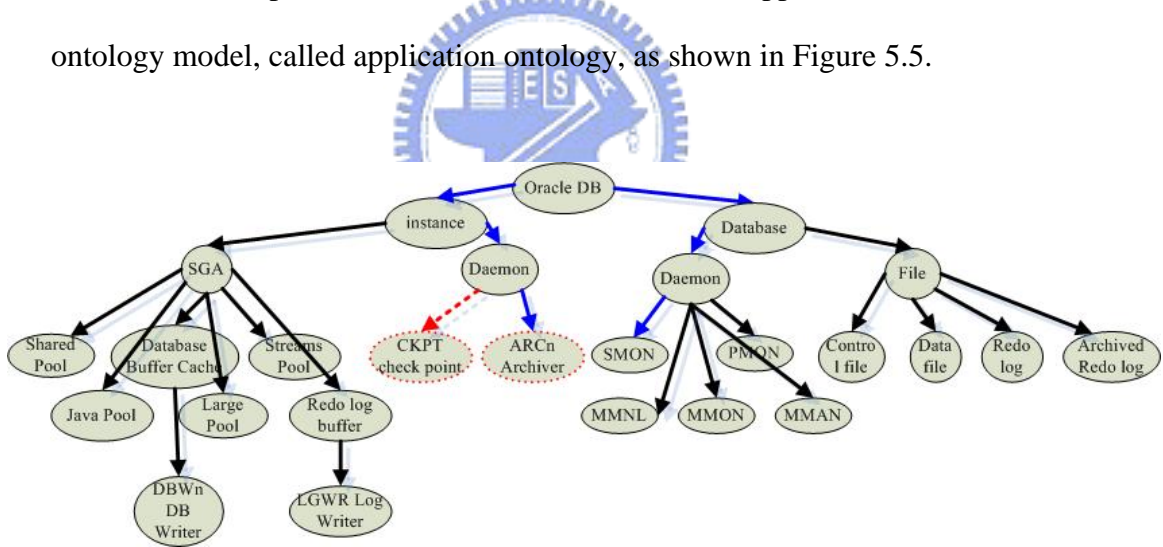 ontology model, called application ontology, as shown in Figure 5.5.
ES
Oracle DB
instance
Database
SGA
Daemon
Daemon
File
Shared
Pool
Database
Buffer Cache
Streams
Pool
CKPT
check point
ARCn
Archiver
SMON
PMON
Contro
l file
Data
file
Redo
log
Archived
Redo log
Java Pool
Large
Pool
Redo log
buffer
MMNL
MMON
MMAN
DBWn
DB
Writer
LGWR Log
Writer